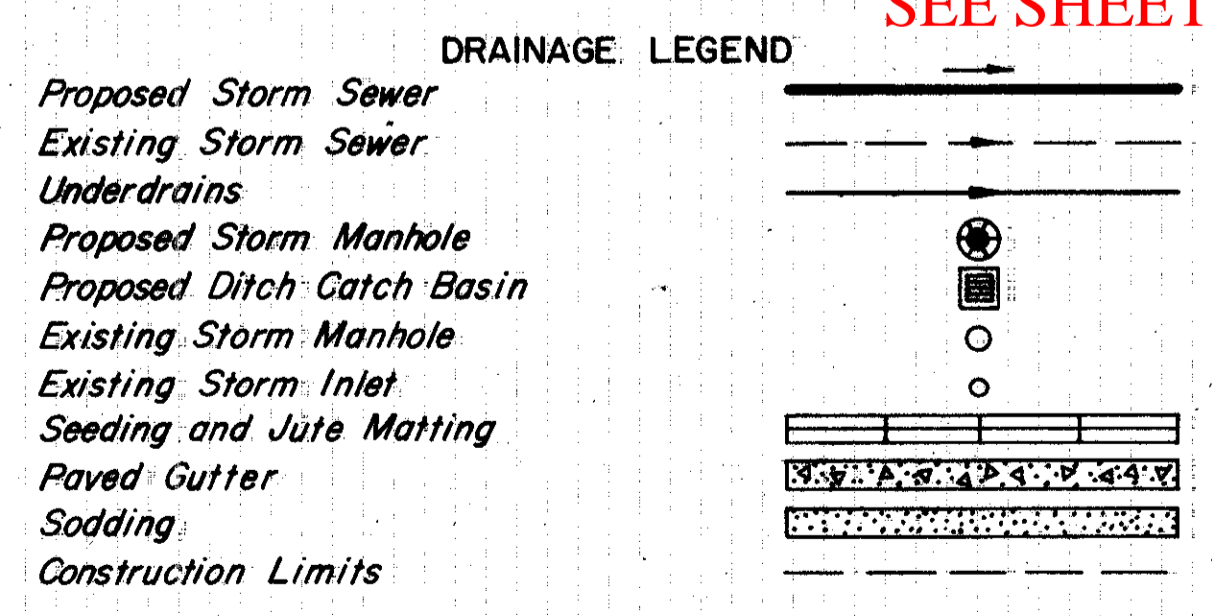 SEE SHEET
DRAINAGE LEGEND
Proposed Storm Sewer
Existing Storm Sewer
Underdrains
Proposed Storm Manhole
Proposed Ditch Catch Basin
Existing Storm Manhole
Existing Storm Inlet
Seeding and Jute Matting
Paved Gutter
Sodding
Construction Limits